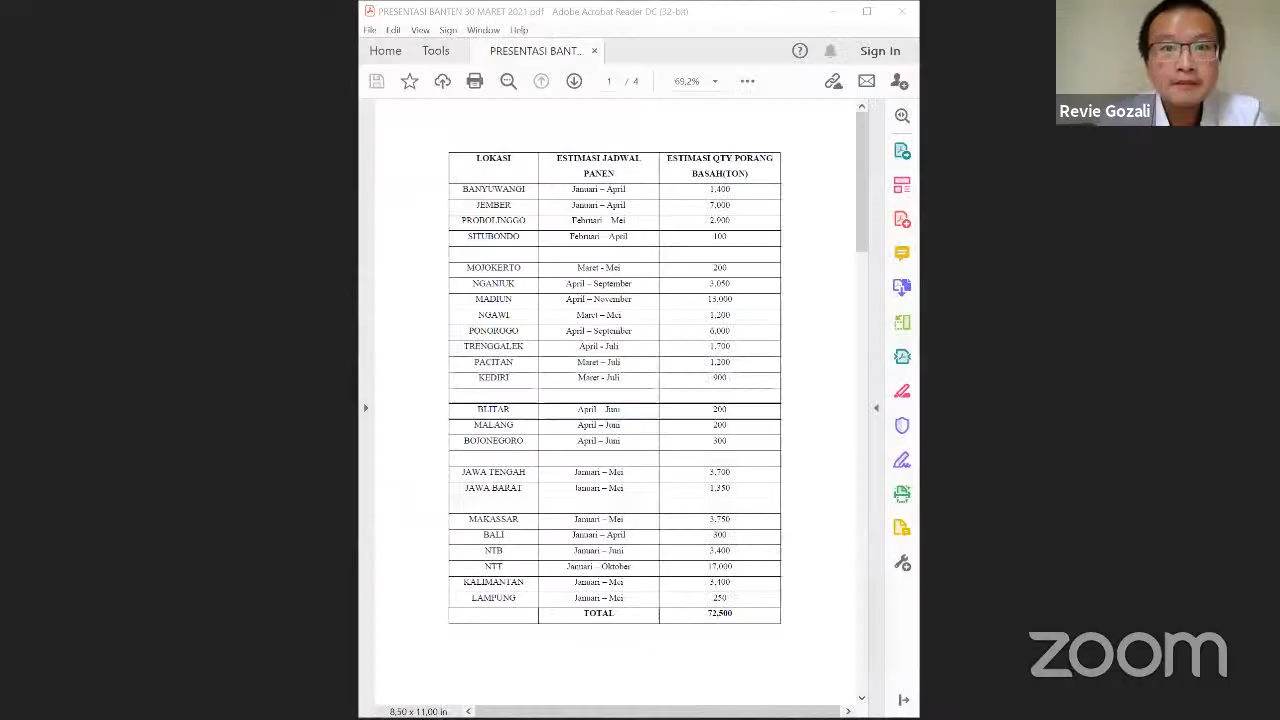 PRESENTASI BANTEN 30 MARET 2021.pdf - Adobe Acrobat Reader DC (32-bit)
File Edit View Sign Window Help
Home Tools PRESENTASI BANT... × Sign In
1 / 4 69,2%
Revie Gozali
LOKASI ESTIMASI JADWAL PANEN ESTIMASI QTY PORANG BASAH(TON)
BANYUWANGI Januari – April 1,400
JEMBER Januari – April 7,000
PROBOLINGGO Februari – Mei 2,900
SITUBONDO Februari – April 100
MOJOKERTO Maret - Mei 200
NGANJUK April – September 3,050
MADIUN April – November 15,000
NGAWI Maret – Mei 1,200
PONOROGO April – September 6,000
TRENGGALEK April - Juli 1,700
PACITAN Maret – Juli 1,200
KEDIRI Maret - Juli 900
BLITAR April – Juni 200
MALANG April – Juni 200
BOJONEGORO April – Juni 300
JAWA TENGAH Januari – Mei 3,700
JAWA BARAT Januari – Mei 1,350
MAKASSAR Januari – Mei 3,750
BALI Januari – April 300
NTB Januari – Juni 3,400
NTT Januari – Oktober 17,000
KALIMANTAN Januari – Mei 3,400
LAMPUNG Januari – Mei 250
TOTAL 72,500
8,50 x 11,00 in
zoom